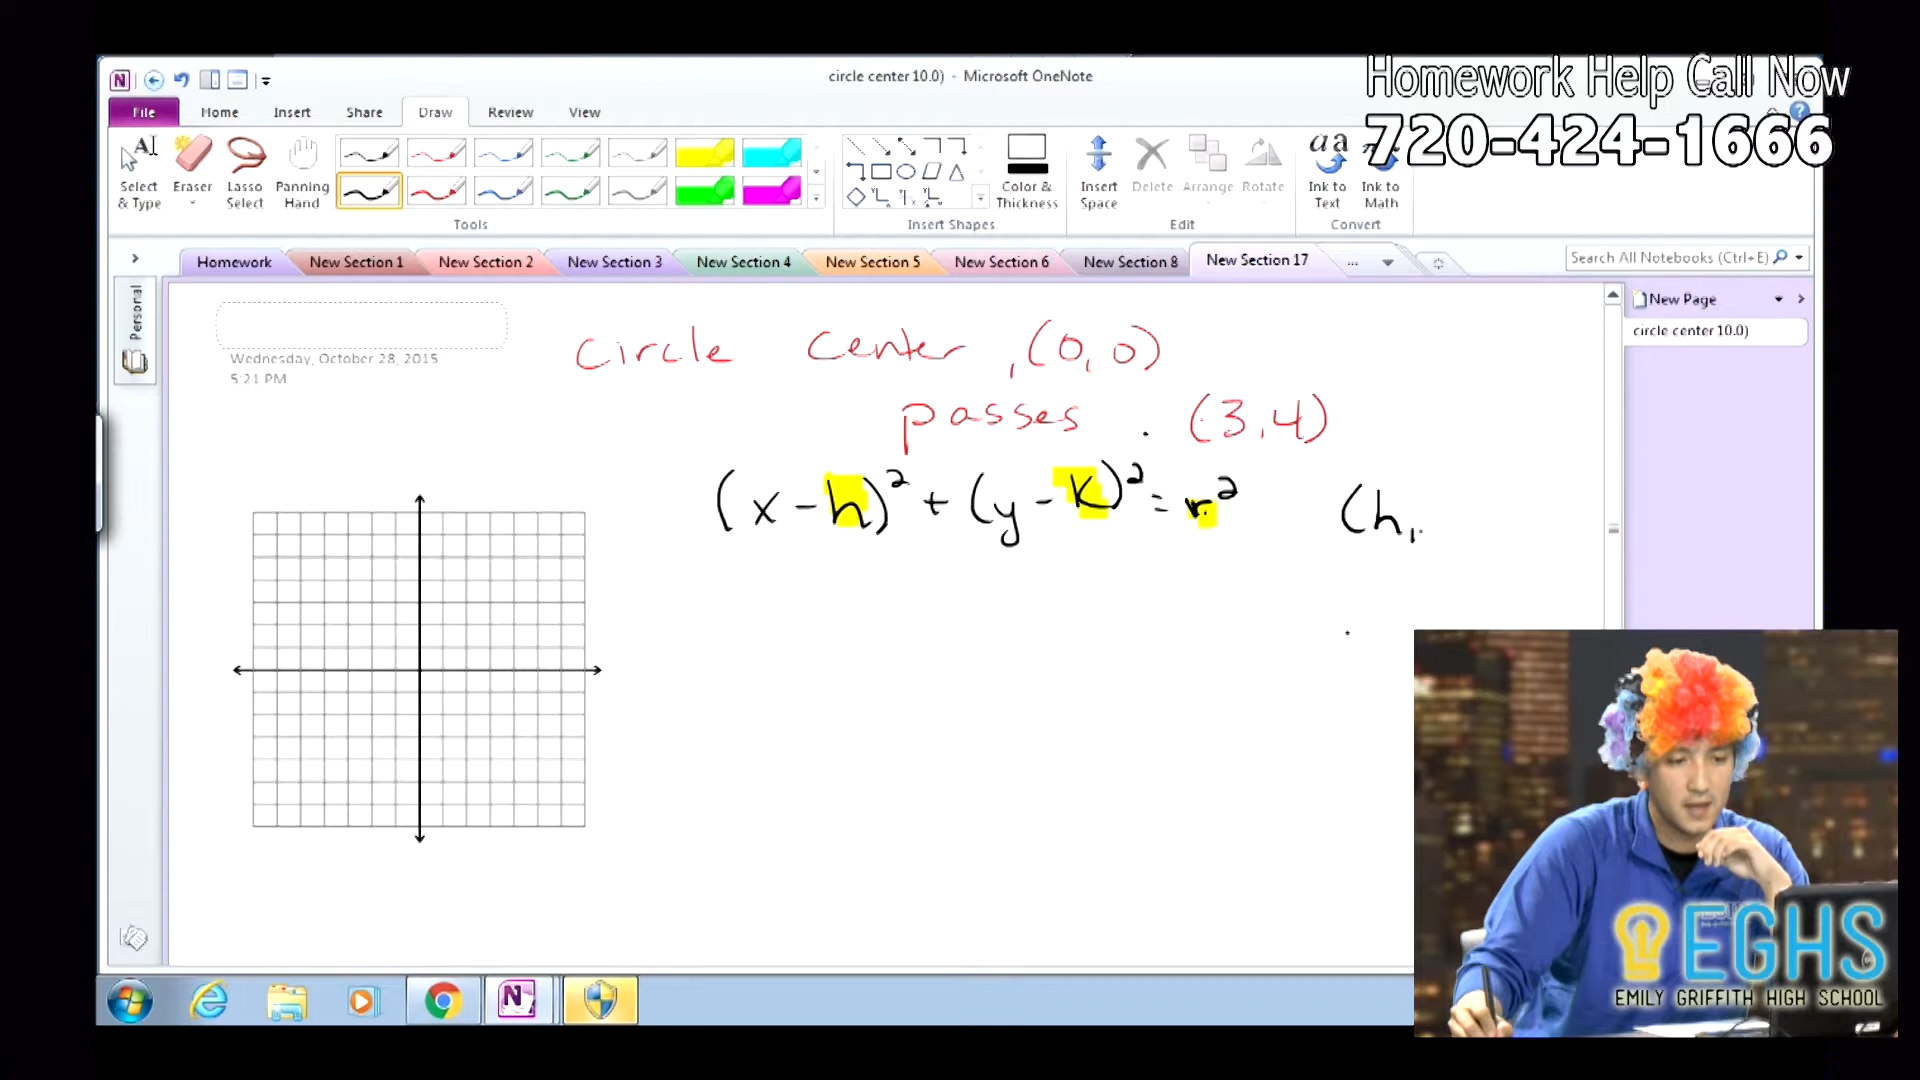 circle center 10.0) - Microsoft OneNote
Homework Help Call Now
720-424-1666
File Home Insert Share Draw Review View
Select & Type
Eraser
Lasso Select
Panning Hand
Color & Thickness
Insert Space
Delete
Arrange
Rotate
Ink to Text
Ink to Math
Tools
Insert Shapes
Edit
Convert
Homework New Section 1 New Section 2 New Section 3 New Section 4 New Section 5 New Section 6 New Section 8 New Section 17 ...
Search All Notebooks (Ctrl+E)
Personal
New Page
circle center 10.0)
Wednesday, October 28, 2015
5:21 PM
circle center , (0,0)
passes . (3,4)
(x-h)²+(y-k)²=r² (h,
EGHS
EMILY GRIFFITH HIGH SCHOOL